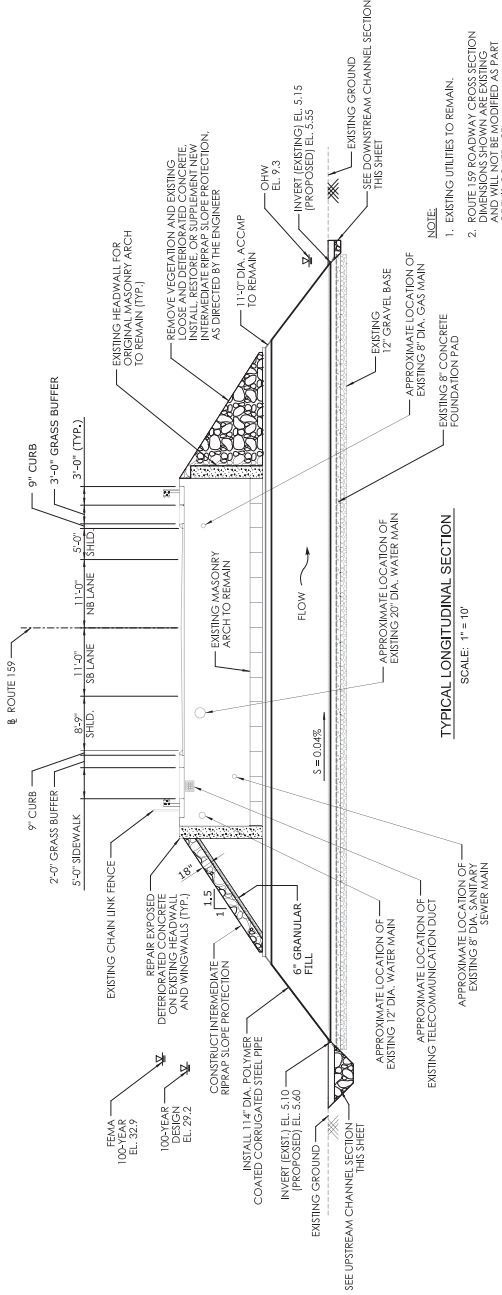 ℄ ROUTE 159
9" CURB
2'-0" GRASS BUFFER
5'-0" SIDEWALK
8'-9"
SHLD.
11'-0"
SB LANE
11'-0"
NB LANE
5'-0"
SHLD.
9" CURB
3'-0" GRASS BUFFER
3'-0" (TYP.)
EXISTING CHAIN LINK FENCE
REPAIR EXPOSED
DETERIORATED CONCRETE
ON EXISTING HEADWALL
AND WINGWALLS (TYP.)
FEMA
100-YEAR
EL. 32.9
100-YEAR
DESIGN
EL. 29.2
CONSTRUCT INTERMEDIATE
RIPRAP SLOPE PROTECTION
INSTALL 114" DIA. POLYMER
COATED CORRUGATED STEEL PIPE
INVERT (EXIST.) EL. 5.10
(PROPOSED) EL. 5.60
EXISTING GROUND
SEE UPSTREAM CHANNEL SECTION
THIS SHEET
18"
1.5
1
6" GRANULAR
FILL
EXISTING MASONRY
ARCH TO REMAIN
EXISTING HEADWALL FOR
ORIGINAL MASONRY ARCH
TO REMAIN (TYP.)
REMOVE VEGETATION AND EXISTING
LOOSE AND DETERIORATED CONCRETE,
INSTALL, RESTORE, OR SUPPLEMENT NEW
INTERMEDIATE RIPRAP SLOPE PROTECTION,
AS DIRECTED BY THE ENGINEER
11'-0" DIA. ACCMP
TO REMAIN
OHW
EL. 9.3
INVERT (EXISTING) EL. 5.15
(PROPOSED) EL. 5.55
EXISTING GROUND
SEE DOWNSTREAM CHANNEL SECTION
THIS SHEET
FLOW
S = 0.04%
APPROXIMATE LOCATION OF
EXISTING 12" DIA. WATER MAIN
APPROXIMATE LOCATION OF
EXISTING TELECOMMUNICATION DUCT
APPROXIMATE LOCATION OF
EXISTING 8" DIA. SANITARY
SEWER MAIN
APPROXIMATE LOCATION OF
EXISTING 20" DIA. WATER MAIN
APPROXIMATE LOCATION OF
EXISTING 8" DIA. GAS MAIN
EXISTING
12" GRAVEL BASE
EXISTING 8" CONCRETE
FOUNDATION PAD
TYPICAL LONGITUDINAL SECTION
SCALE: 1" = 10'
NOTE:
1. EXISTING UTILITIES TO REMAIN.
2. ROUTE 159 ROADWAY CROSS SECTION
DIMENSIONS SHOWN ARE EXISTING
AND WILL NOT BE MODIFIED AS PART